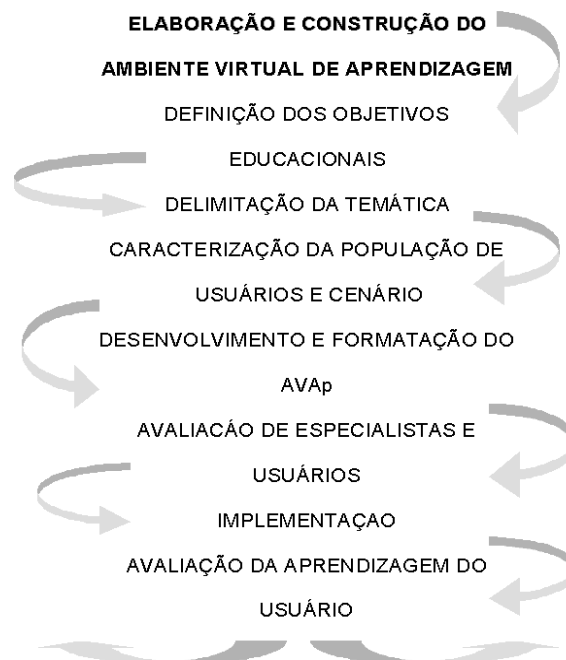 ELABORAÇÃO E CONSTRUÇÃO DO
AMBIENTE VIRTUAL DE APRENDIZAGEM
DEFINIÇÃO DOS OBJETIVOS
EDUCACIONAIS
DELIMITAÇÃO DA TEMÁTICA
CARACTERIZAÇÃO DA POPULAÇÃO DE
USUÁRIOS E CENÁRIO
DESENVOLVIMENTO E FORMATAÇÃO DO
AVAp
AVALIACÁO DE ESPECIALISTAS E
USUÁRIOS
IMPLEMENTAÇAO
AVALIAÇÃO DA APRENDIZAGEM DO
USUÁRIO